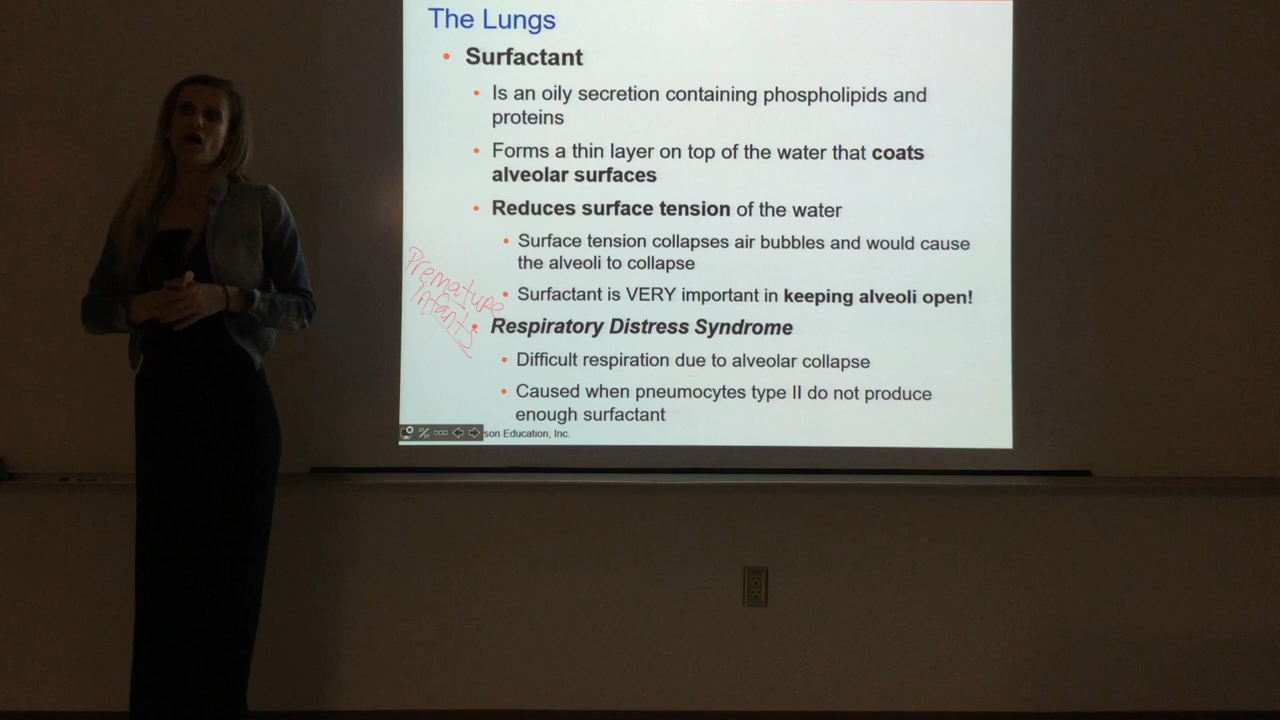 The Lungs
• Surfactant
• Is an oily secretion containing phospholipids and
proteins
• Forms a thin layer on top of the water that coats
alveolar surfaces
• Reduces surface tension of the water
• Surface tension collapses air bubbles and would cause
the alveoli to collapse
• Surfactant is VERY important in keeping alveoli open!
Premature
infants
• Respiratory Distress Syndrome
• Difficult respiration due to alveolar collapse
• Caused when pneumocytes type II do not produce
enough surfactant
son Education, Inc.